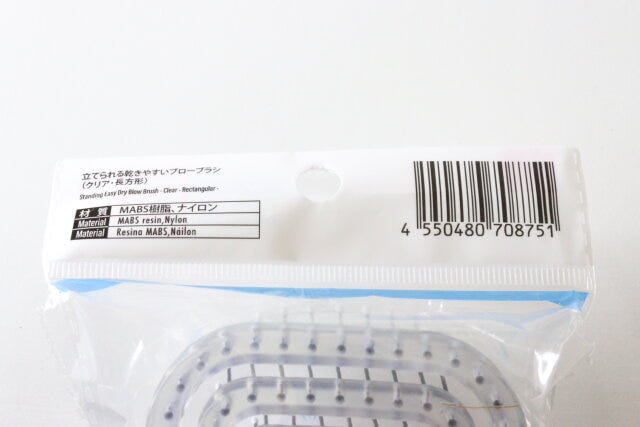 立てられる乾きやすいブローブラシ
(クリア・長方形)
Standing Easy Dry Blow Brush - Clear - Rectangular -
材質 MABS樹脂、ナイロン
Material MABS resin,Nylon
Material Resina MABS,Náilon
4 550480 708751